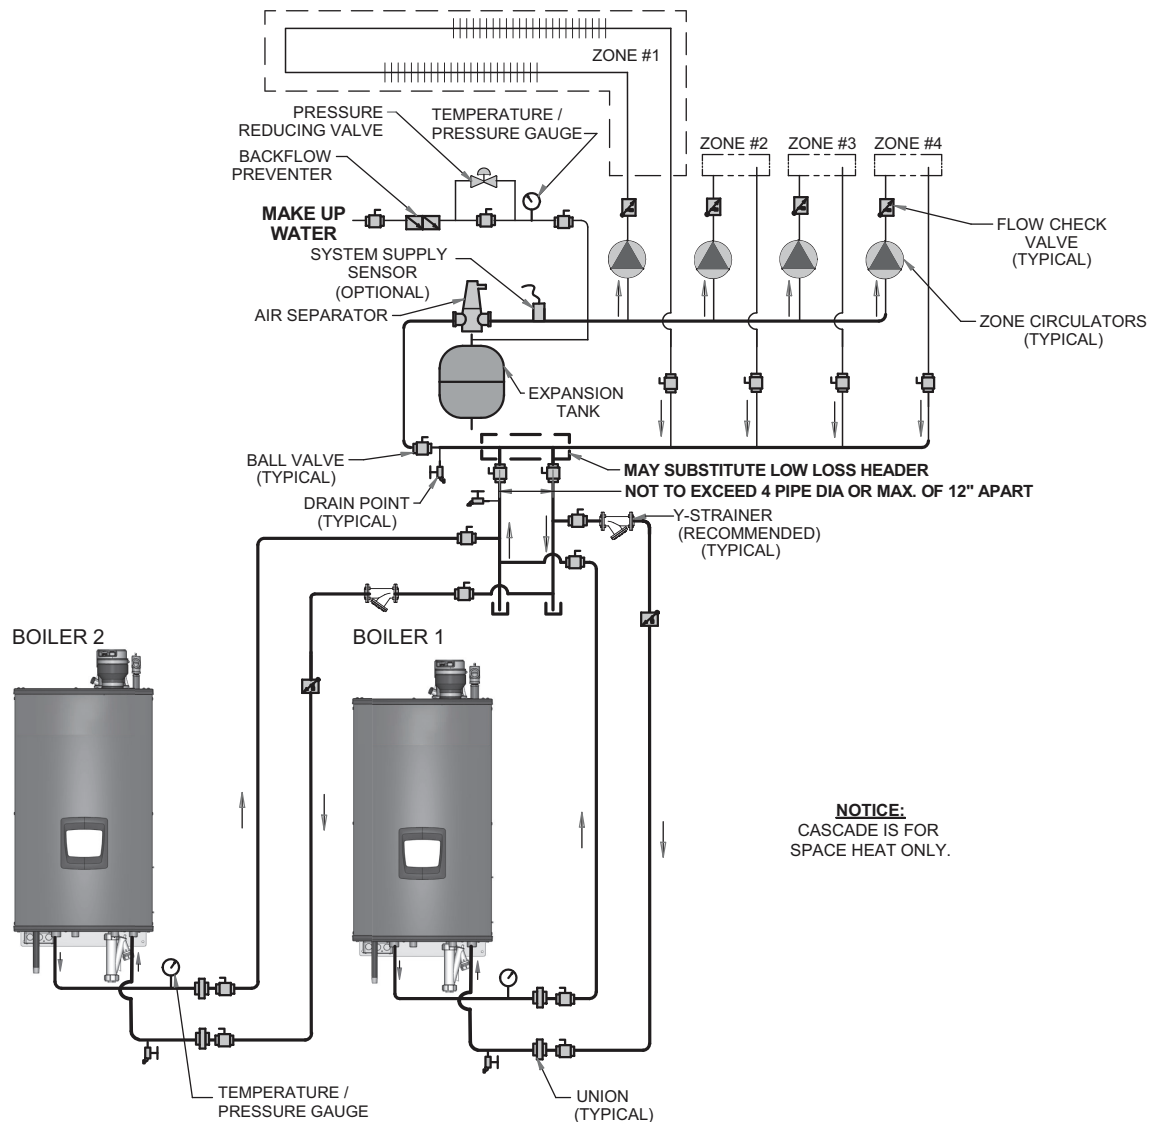 ZONE #1
PRESSURE
REDUCING VALVE
TEMPERATURE /
PRESSURE GAUGE
ZONE #2
ZONE #3
ZONE #4
BACKFLOW
PREVENTER
MAKE UP
WATER
FLOW CHECK
VALVE
(TYPICAL)
SYSTEM SUPPLY
SENSOR
(OPTIONAL)
AIR SEPARATOR
ZONE CIRCULATORS
(TYPICAL)
EXPANSION
TANK
BALL VALVE
(TYPICAL)
MAY SUBSTITUTE LOW LOSS HEADER
NOT TO EXCEED 4 PIPE DIA OR MAX. OF 12" APART
DRAIN POINT
(TYPICAL)
Y-STRAINER
(RECOMMENDED)
(TYPICAL)
BOILER 2
BOILER 1
NOTICE:
CASCADE IS FOR
SPACE HEAT ONLY.
TEMPERATURE /
PRESSURE GAUGE
UNION
(TYPICAL)